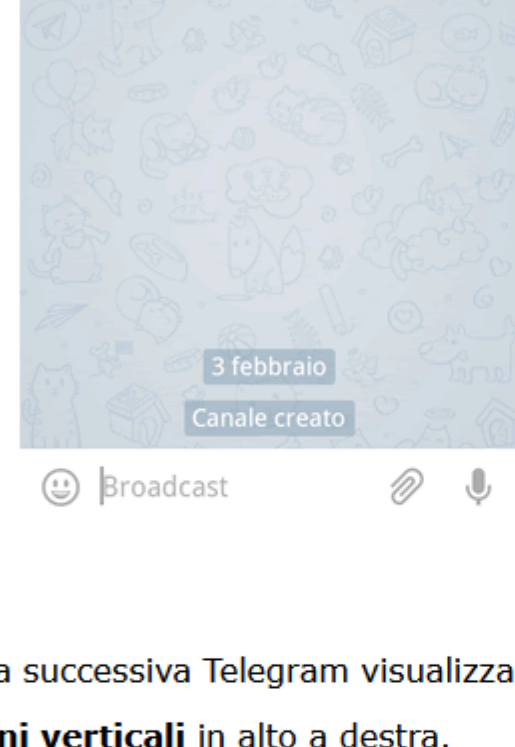 3 febbraio
Canale creato
Broadcast
a successiva Telegram visualizza
ni verticali in alto a destra.